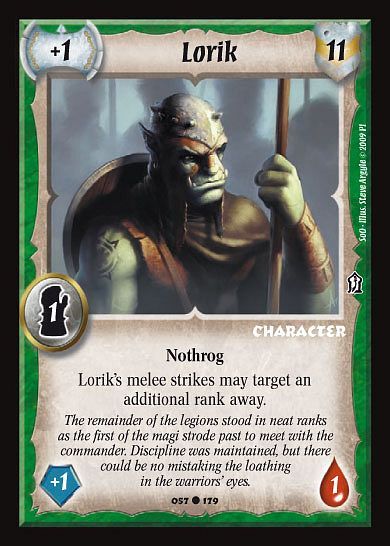 +1
Lorik
11
SoO · Illus. Steve Argyle © 2009 PI
1
CHARACTER
Nothrog
Lorik's melee strikes may target an
additional rank away.
The remainder of the legions stood in neat ranks
as the first of the magi strode past to meet with the
commander. Discipline was maintained, but there
could be no mistaking the loathing
in the warriors' eyes.
+1
057 ● 179
1